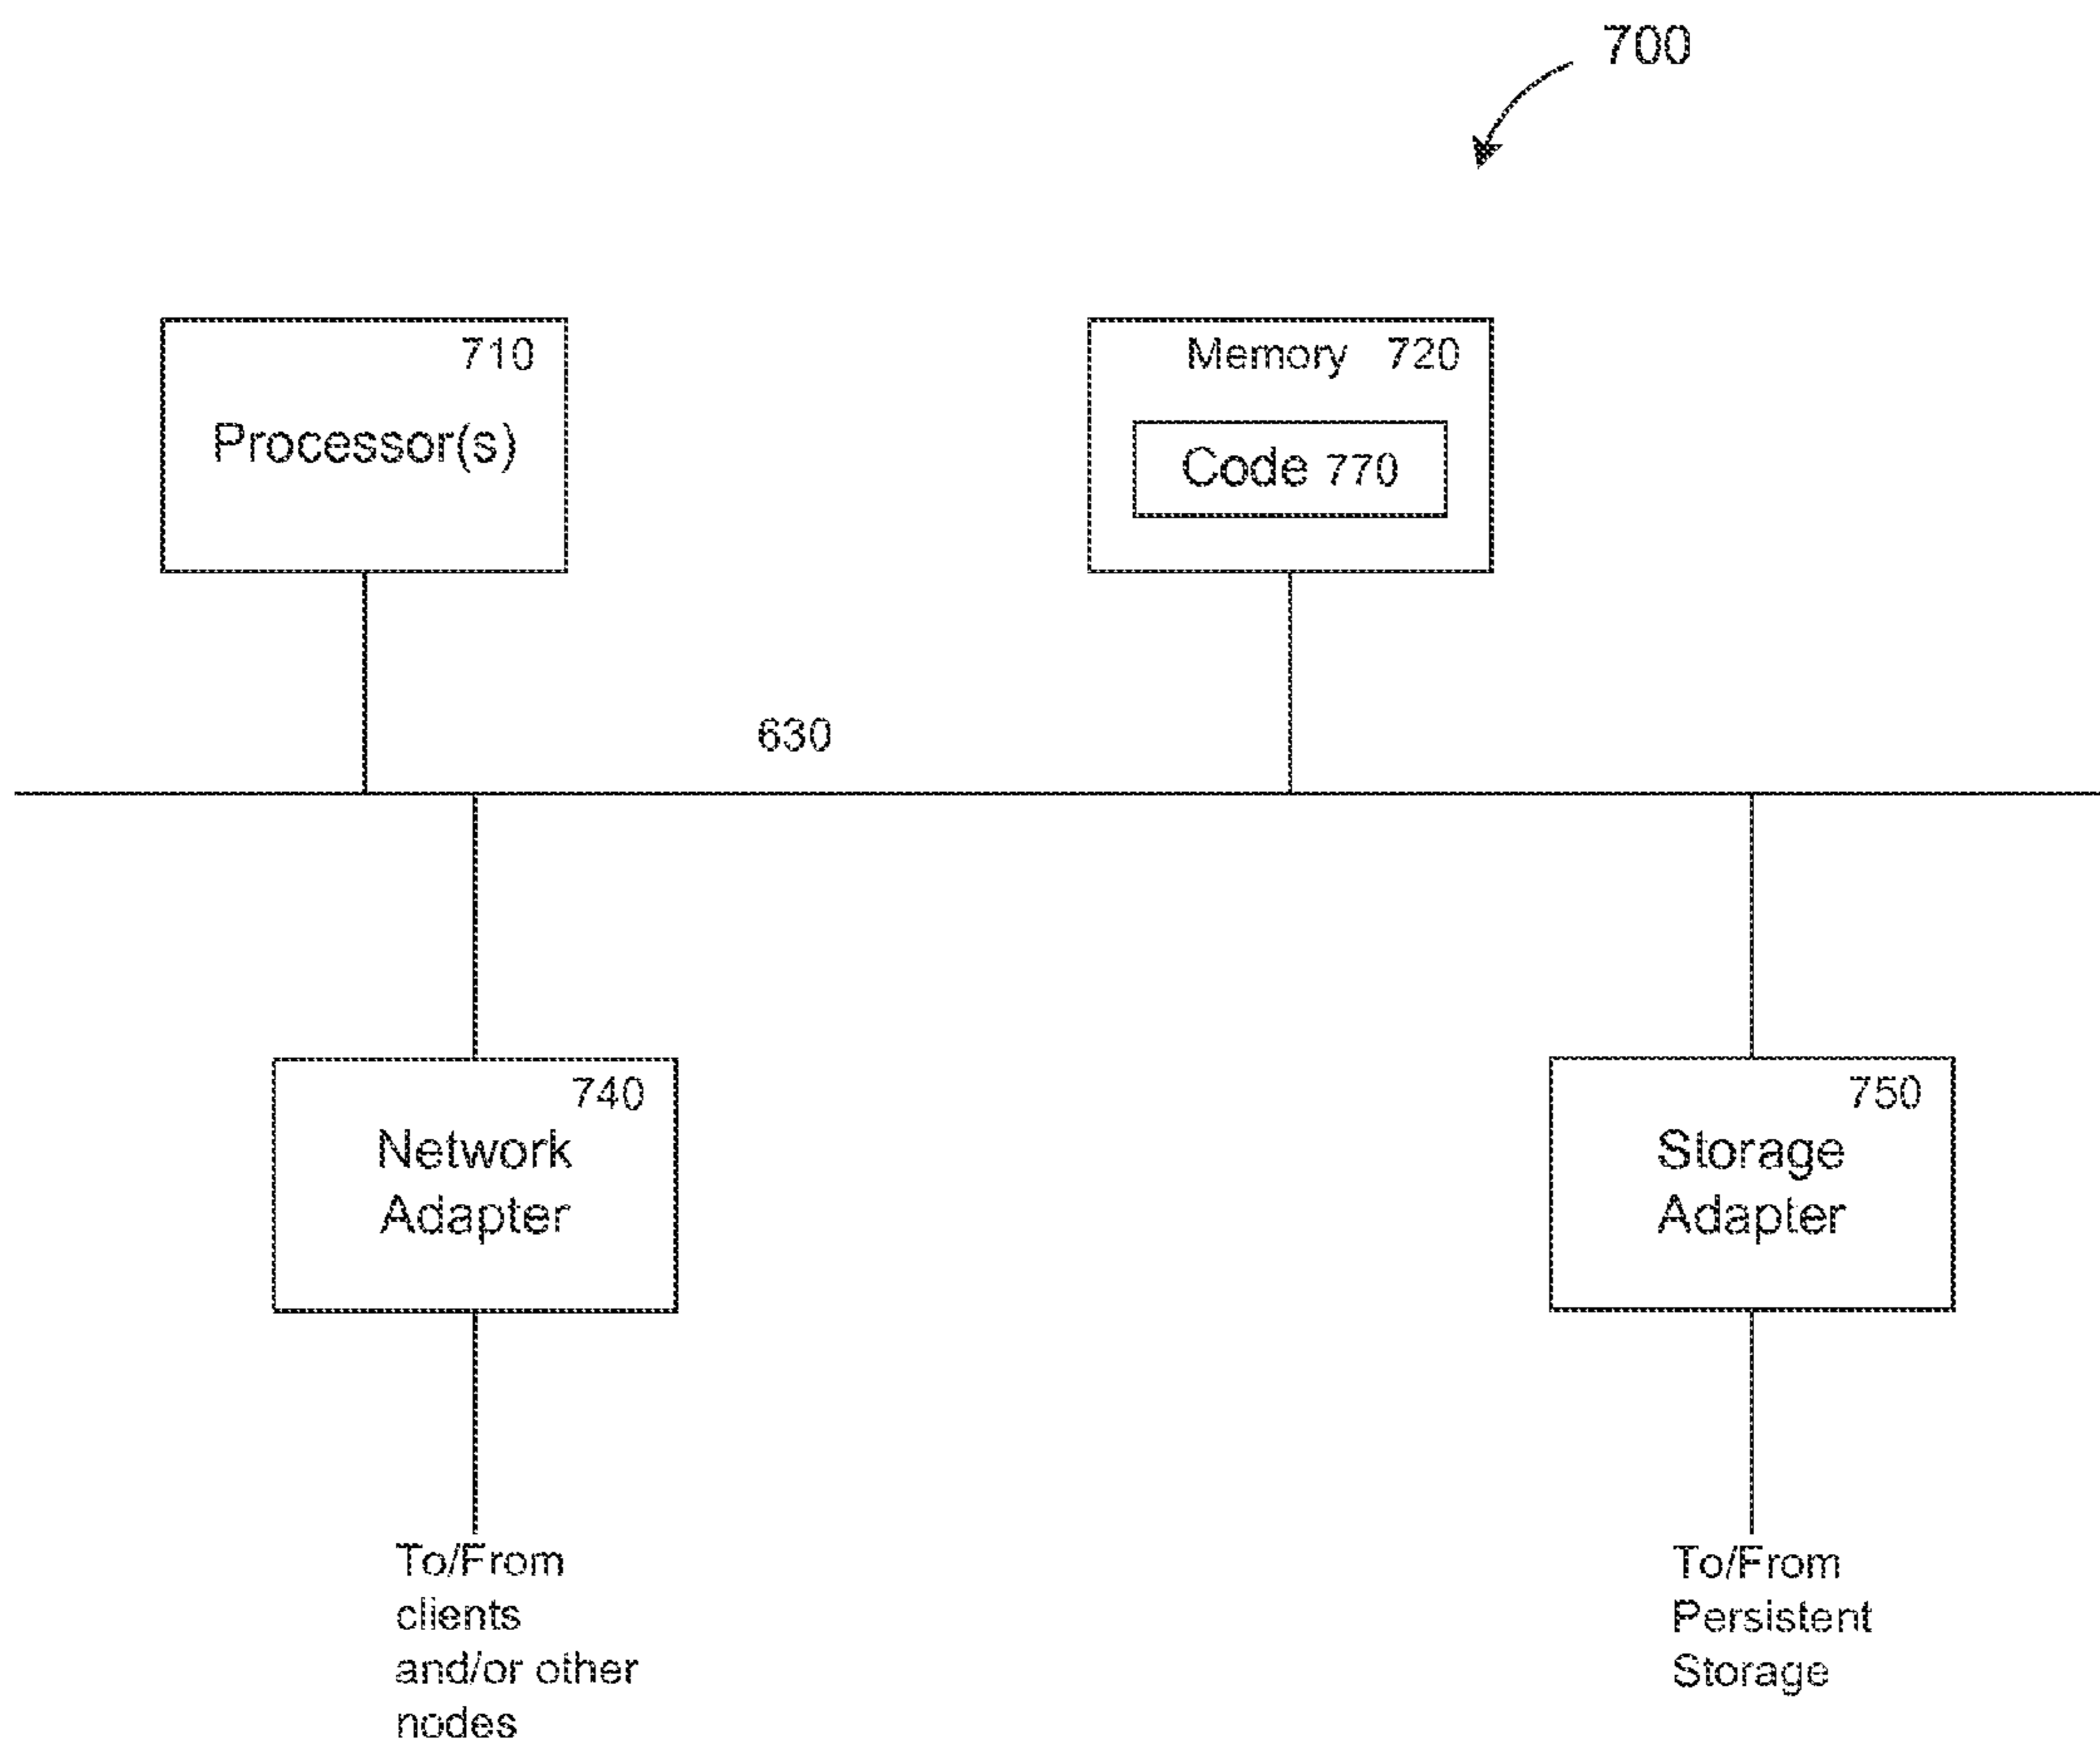 700
710
Processor(s)
Memory 720
Code 770
630
740
Network
Adapter
750
Storage
Adapter
To/From
clients
and/or other
nodes
To/From
Persistent
Storage